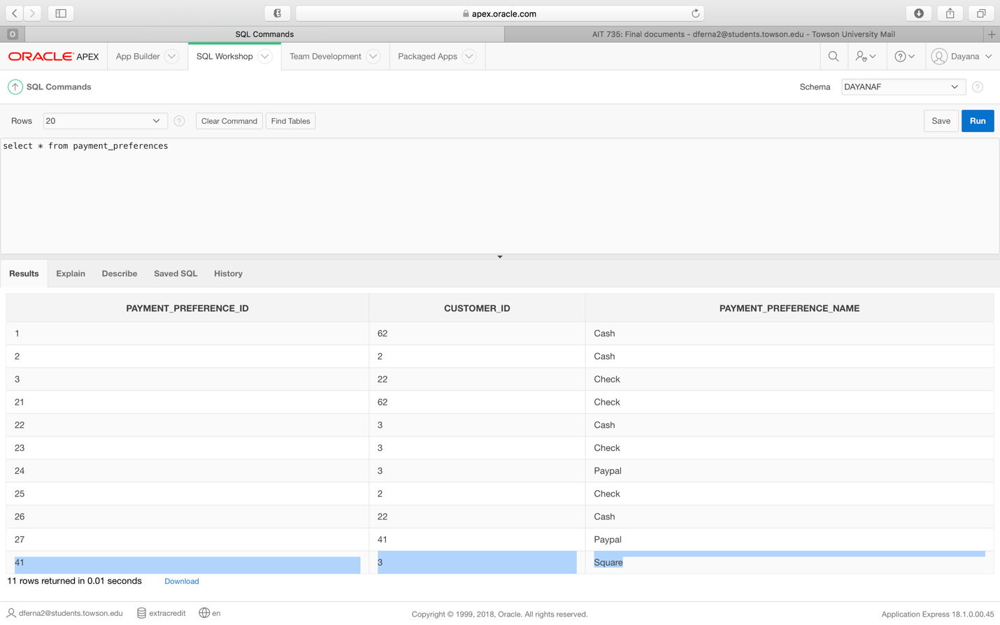 apex.oracle.com
O
SQL Commands
AIT 735: Final documents - dferna2@students.towson.edu - Towson University Mail
ORACLE APEX
App Builder
SQL Workshop
Team Development
Packaged Apps
Dayana
SQL Commands
Schema
DAYANAF
Rows
20
Clear Command
Find Tables
Save
Run
select * from payment_preferences
Results
Explain
Describe
Saved SQL
History
PAYMENT_PREFERENCE_ID CUSTOMER_ID PAYMENT_PREFERENCE_NAME
1 62 Cash
2 2 Cash
3 22 Check
21 62 Check
22 3 Cash
23 3 Check
24 3 Paypal
25 2 Check
26 22 Cash
27 41 Paypal
41 3 Square
11 rows returned in 0.01 seconds
Download
dferna2@students.towson.edu
extracredit
en
Copyright © 1999, 2018, Oracle. All rights reserved.
Application Express 18.1.0.00.45